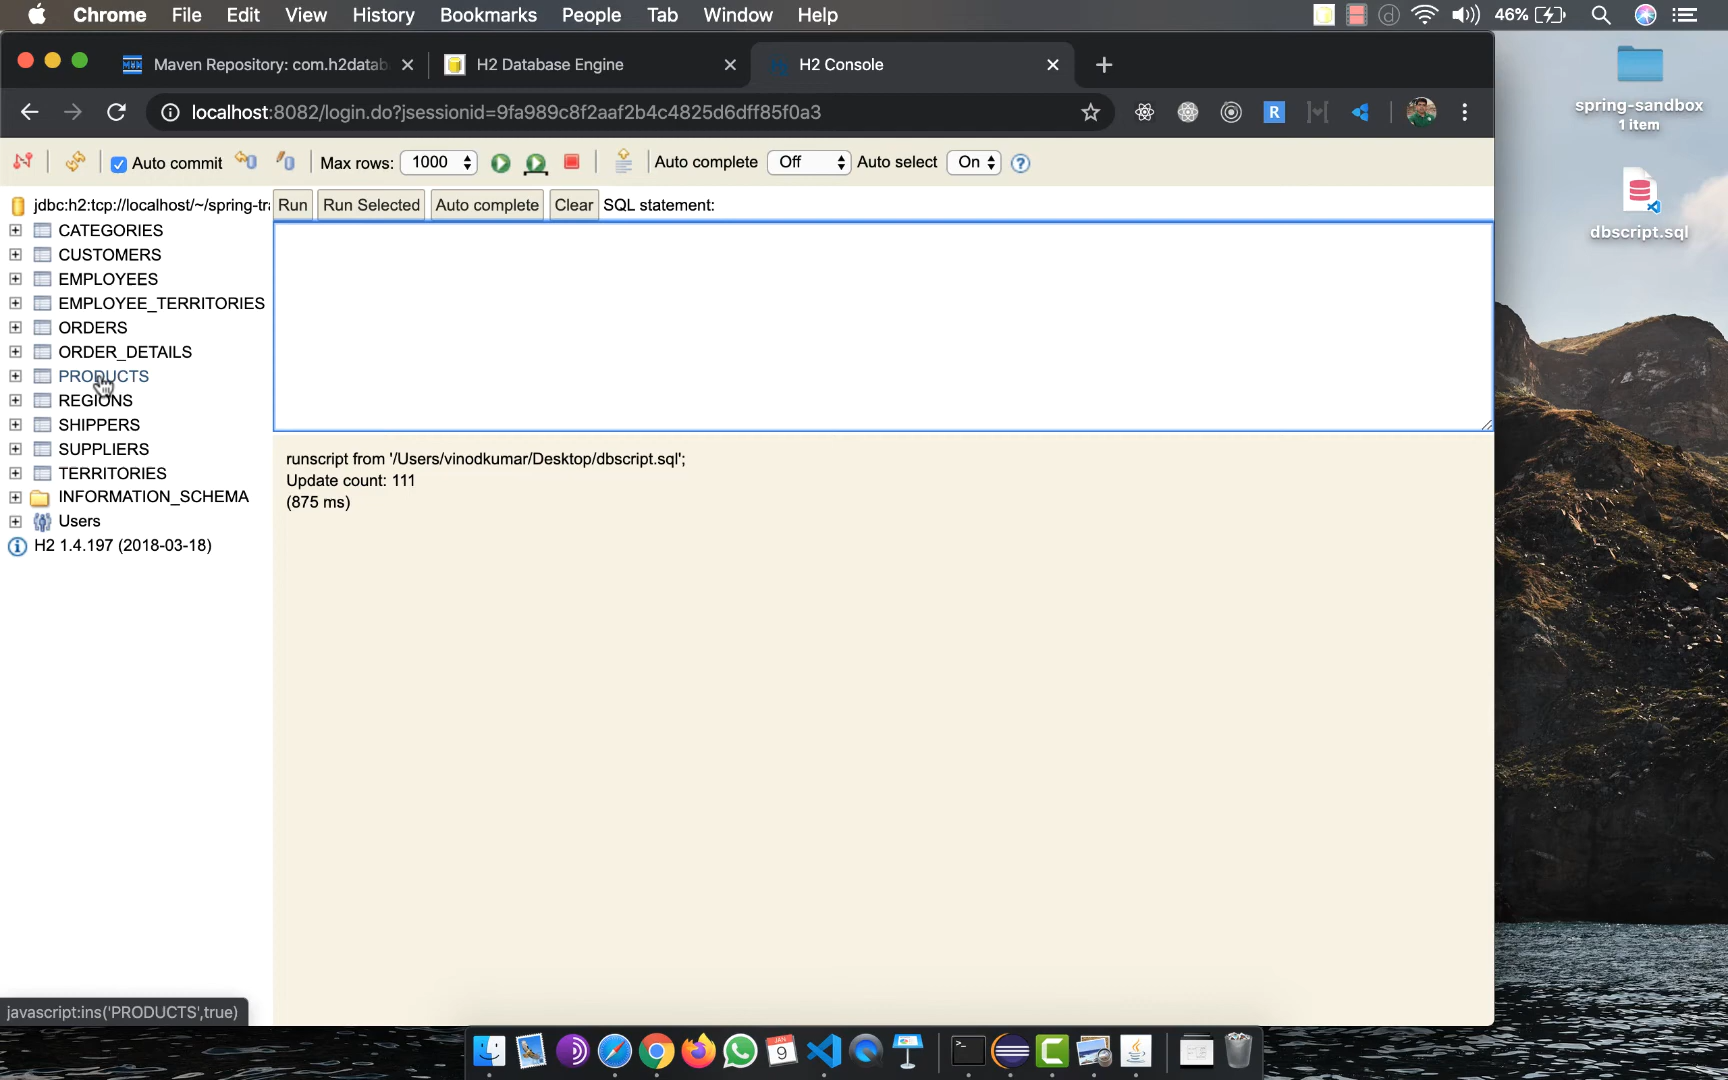 Chrome File Edit View History Bookmarks People Tab Window Help 46%
Maven Repository: com.h2datab
H2 Database Engine
H2 Console
localhost:8082/login.do?jsessionid=9fa989c8f2aaf2b4c4825d6dff85f0a3
Auto commit Max rows: 1000 Auto complete Off Auto select On
jdbc:h2:tcp://localhost/~/spring-tr
Run Run Selected Auto complete Clear SQL statement:
CATEGORIES
CUSTOMERS
EMPLOYEES
EMPLOYEE_TERRITORIES
ORDERS
ORDER_DETAILS
PRODUCTS
REGIONS
SHIPPERS
SUPPLIERS
TERRITORIES
INFORMATION_SCHEMA
Users
H2 1.4.197 (2018-03-18)
runscript from '/Users/vinodkumar/Desktop/dbscript.sql';
Update count: 111
(875 ms)
javascript:ins('PRODUCTS',true)
spring-sandbox
1 item
dbscript.sql
JAN
9